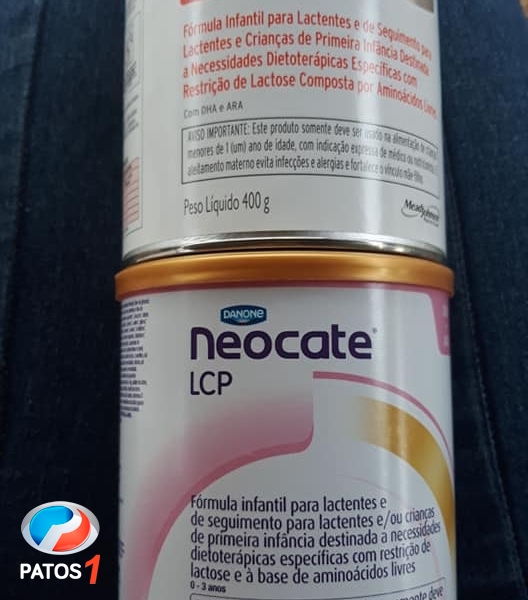 Fórmula Infantil para Lactentes e de Seguimento para
Lactentes e Crianças de Primeira Infância Destinada
a Necessidades Dietoterápicas Específicas com
Restrição de Lactose Composta por Aminoácidos Livres
Com DHA e ARA
AVISO IMPORTANTE: Este produto somente deve ser usado na alimentação de crianças
menores de 1 (um) ano de idade, com indicação expressa de médico ou nutricionista. O
aleitamento materno evita infecções e alergias e fortalece o vínculo mãe-filho.
Peso Líquido 400 g
MeadJohnson
DANONE
neocate
LCP
Fórmula infantil para lactentes e
de seguimento para lactentes e/ou crianças
de primeira infância destinada a necessidades
dietoterápicas específicas com restrição de
lactose e à base de aminoácidos livres
0 - 3 anos
mente deve
PATOS 1